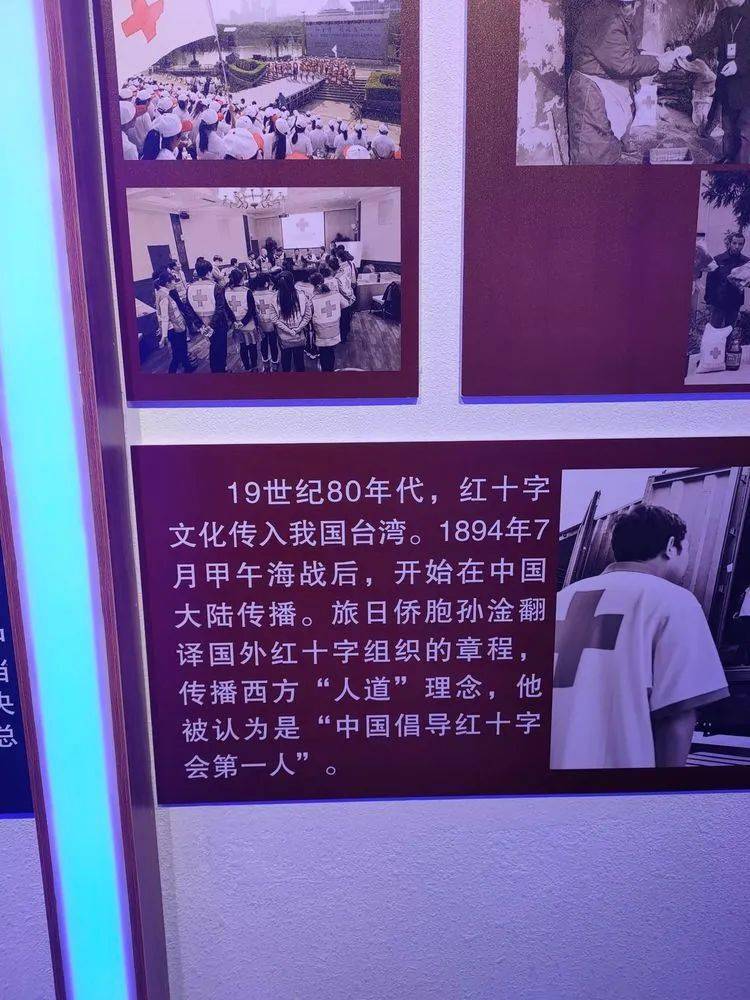 19世纪80年代，红十字
文化传入我国台湾。1894年7
月甲午海战后，开始在中国
大陆传播。旅日侨胞孙淦翻
译国外红十字组织的章程，
传播西方“人道”理念，他
被认为是“中国倡导红十字
会第一人”。
央
总